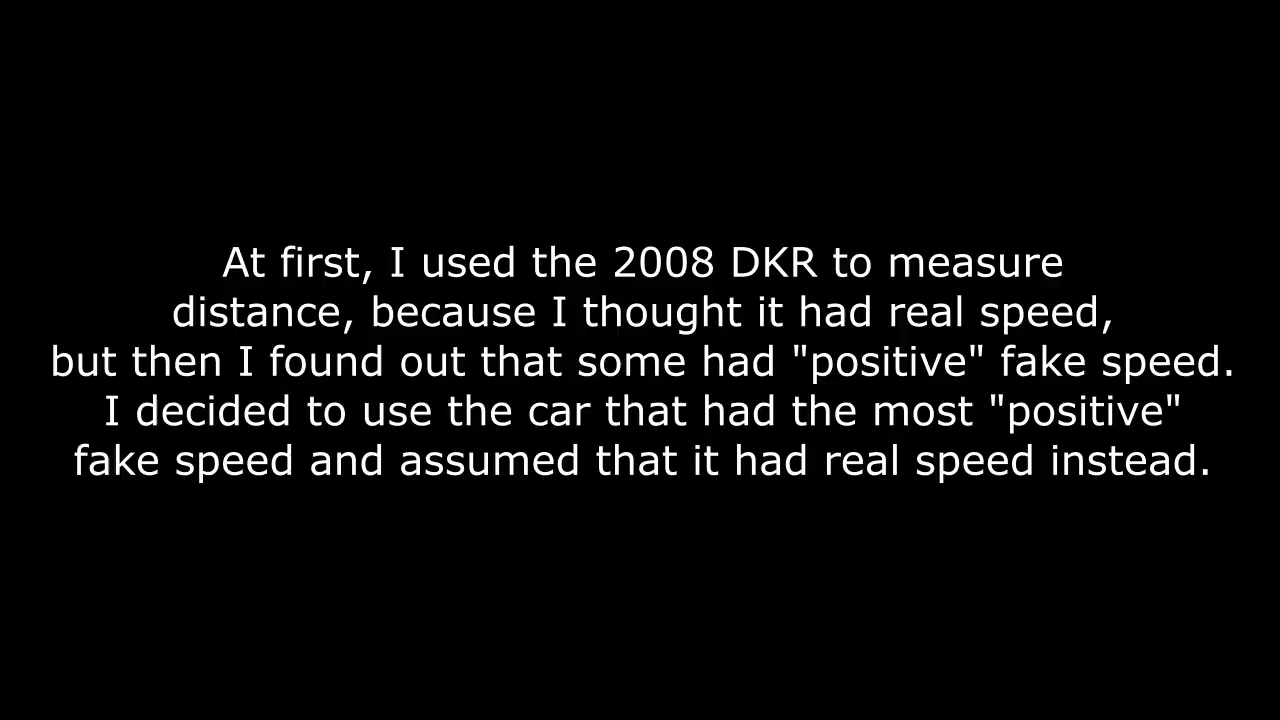 At first, I used the 2008 DKR to measure
distance, because I thought it had real speed,
but then I found out that some had "positive" fake speed.
I decided to use the car that had the most "positive"
fake speed and assumed that it had real speed instead.